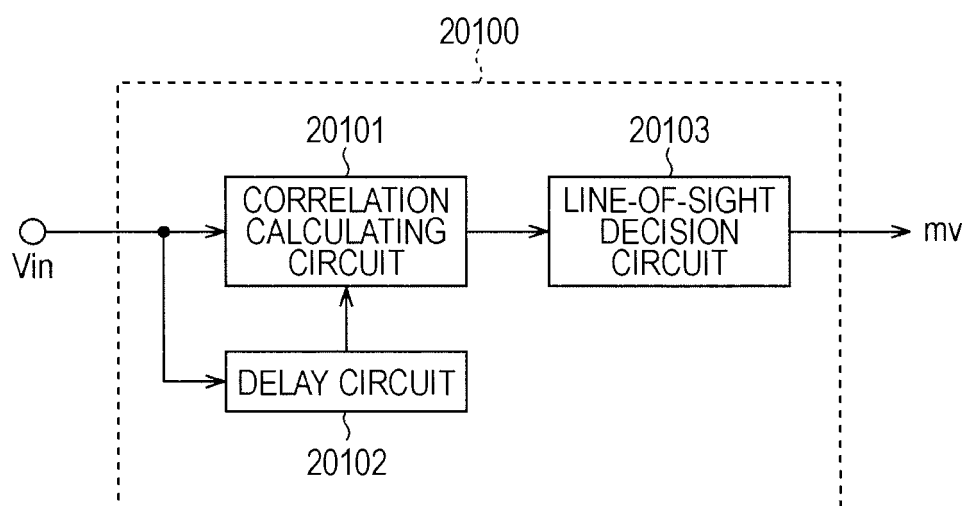 20100
20101
20103
CORRELATION
CALCULATING
CIRCUIT
LINE-OF-SIGHT
DECISION
CIRCUIT
Vin
mv
DELAY CIRCUIT
20102